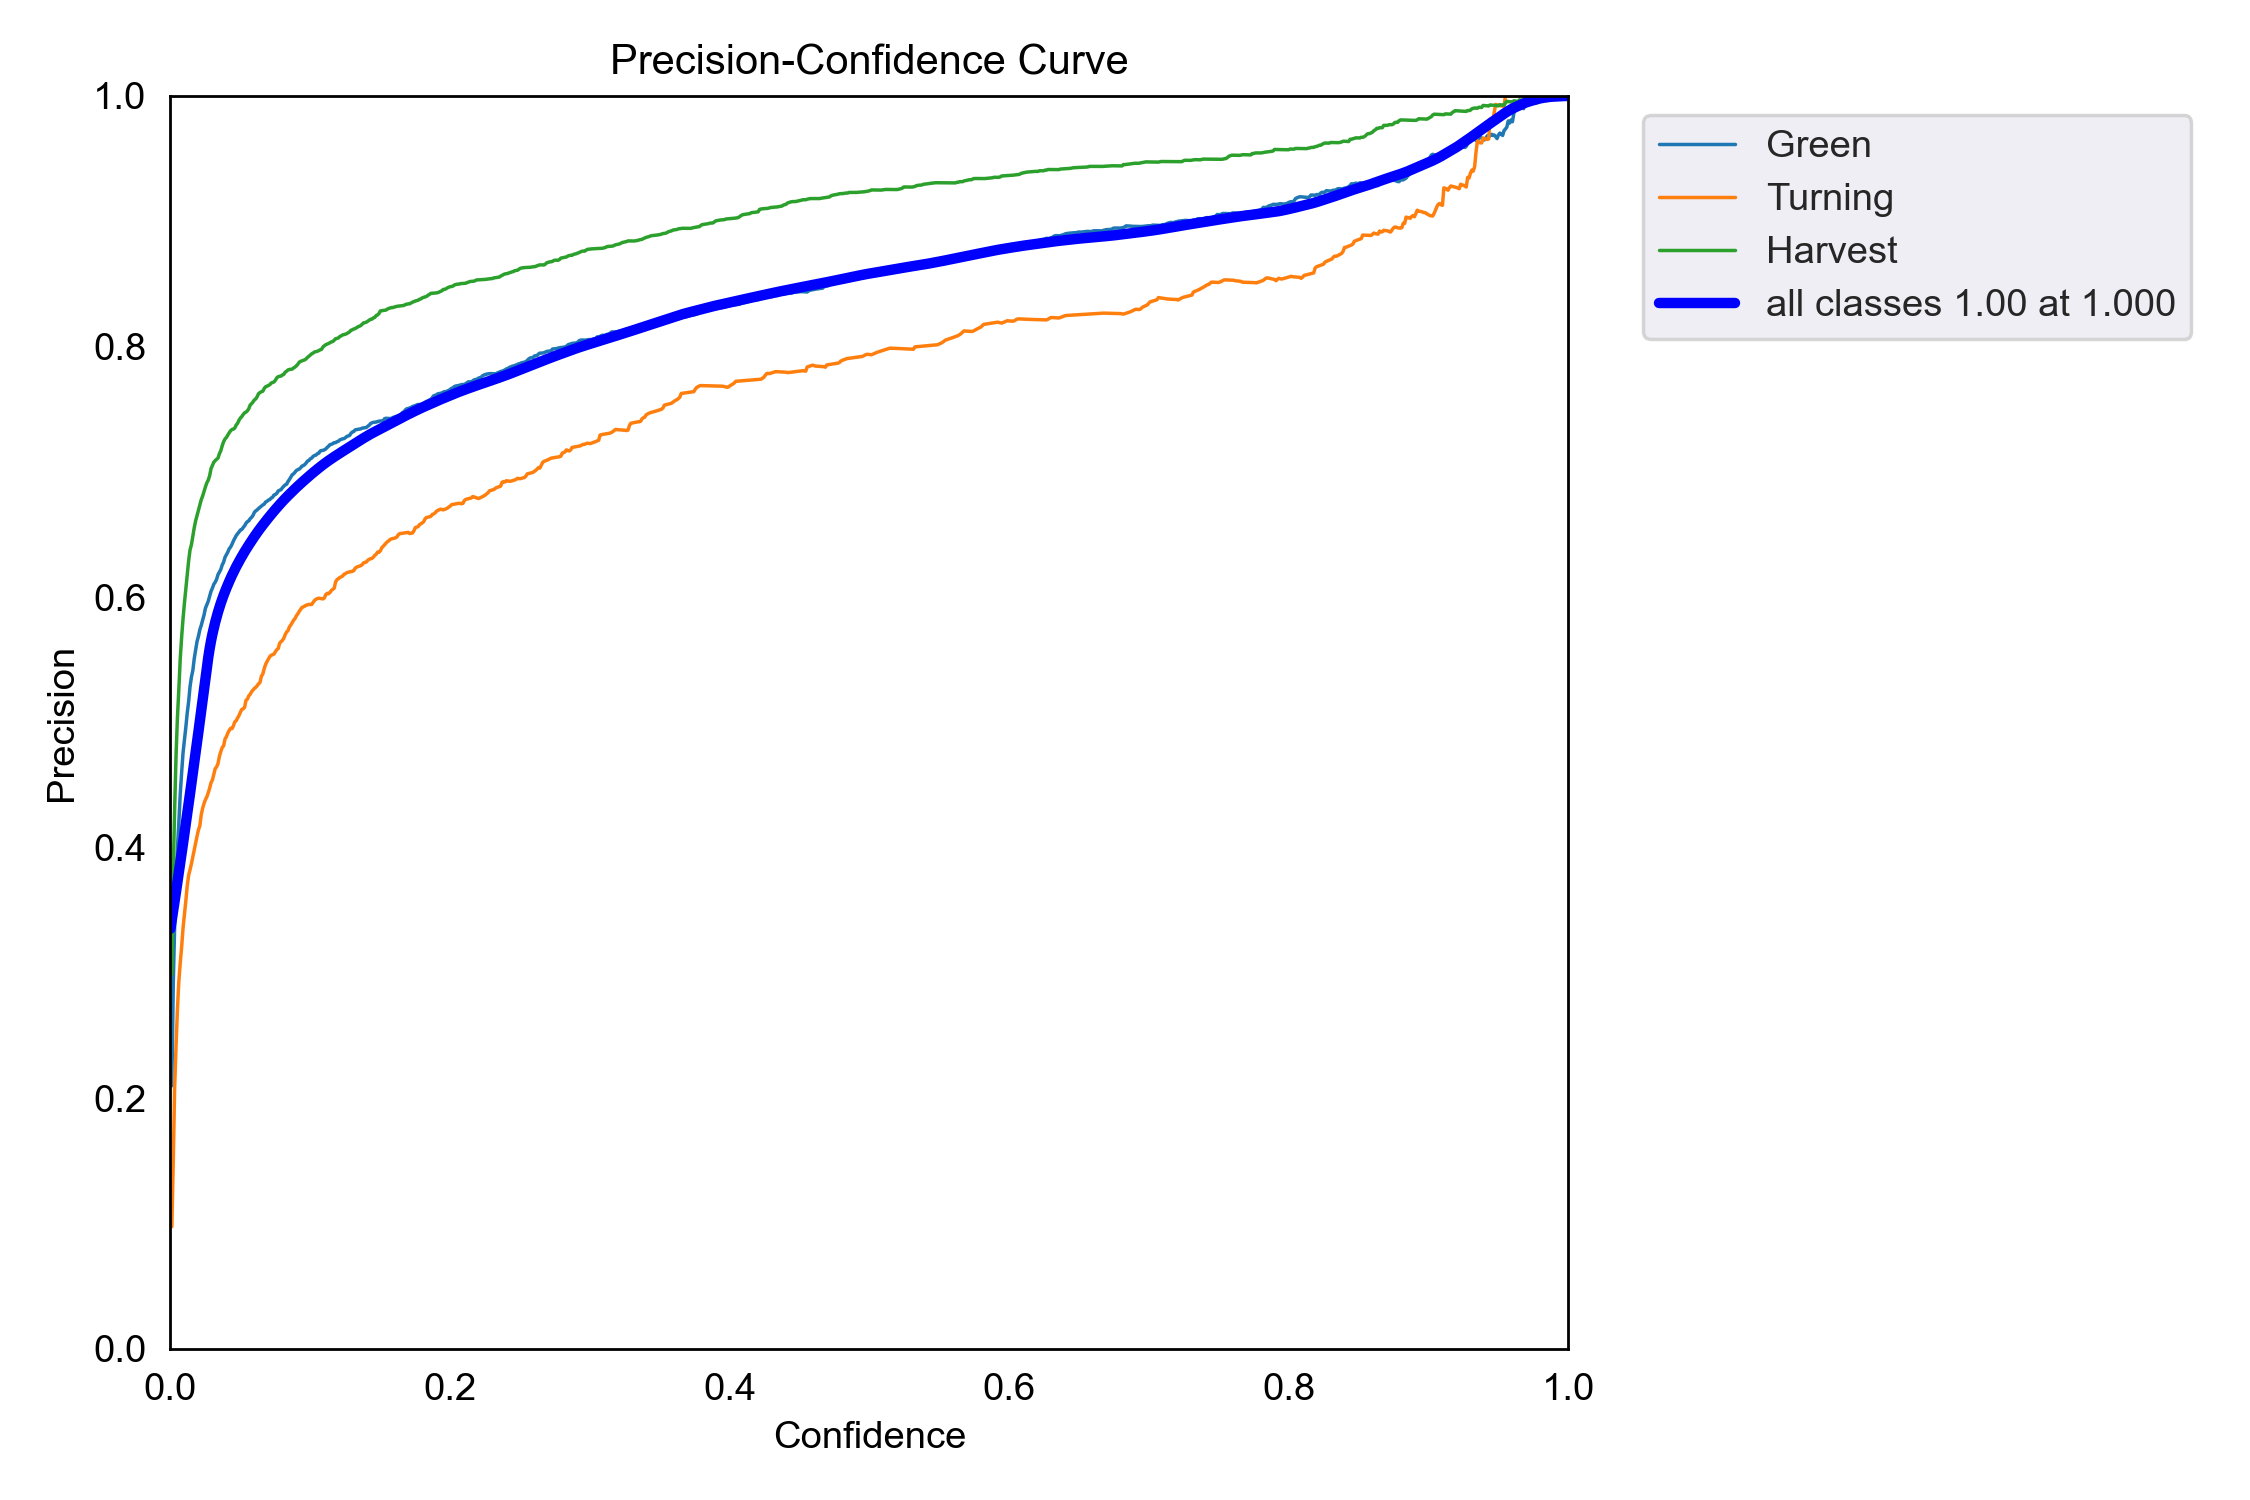 Precision-Confidence Curve
1.0
0.8
0.6
0.4
0.2
0.0
Precision
0.0 0.2 0.4 0.6 0.8 1.0
Confidence
Green
Turning
Harvest
all classes 1.00 at 1.000